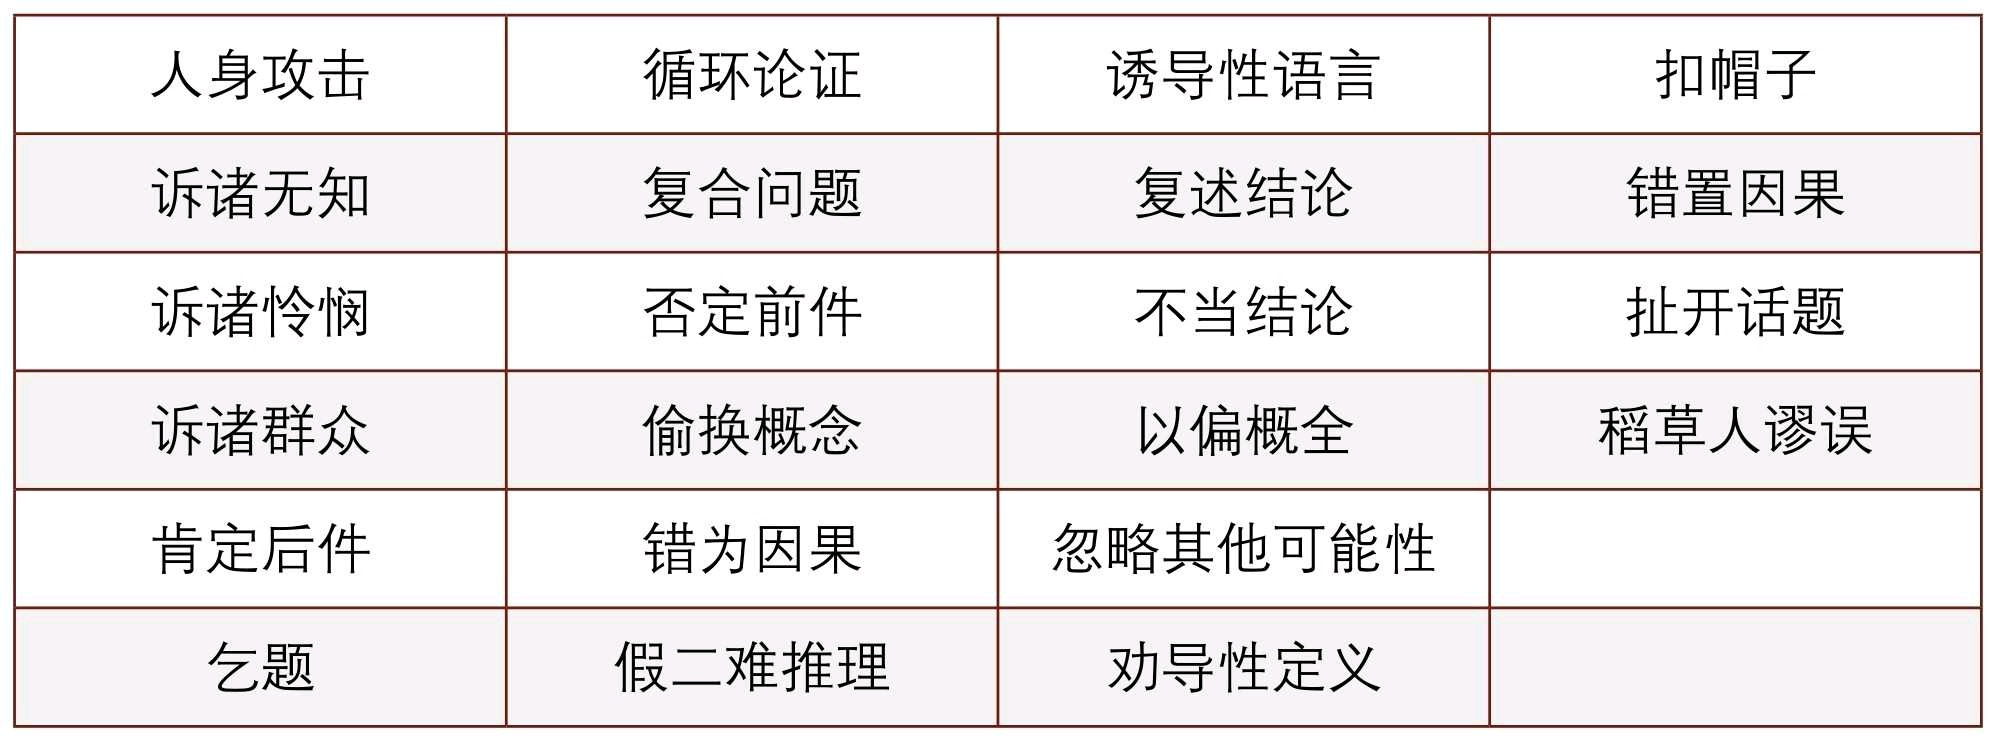 人身攻击 循环论证 诱导性语言 扣帽子
诉诸无知 复合问题 复述结论 错置因果
诉诸怜悯 否定前件 不当结论 扯开话题
诉诸群众 偷换概念 以偏概全 稻草人谬误
肯定后件 错为因果 忽略其他可能性
乞题 假二难推理 劝导性定义